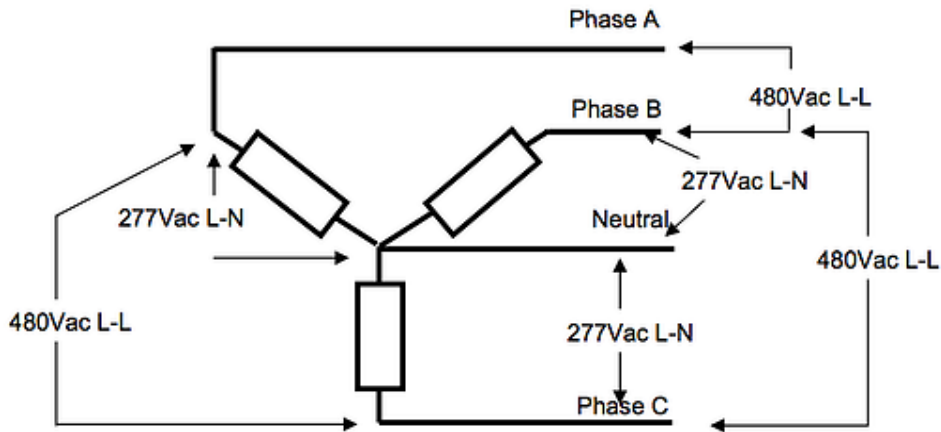 Phase A
480Vac L-L
Phase B
277Vac L-N
277Vac L-N
Neutral
480Vac L-L
480Vac L-L
277Vac L-N
Phase C